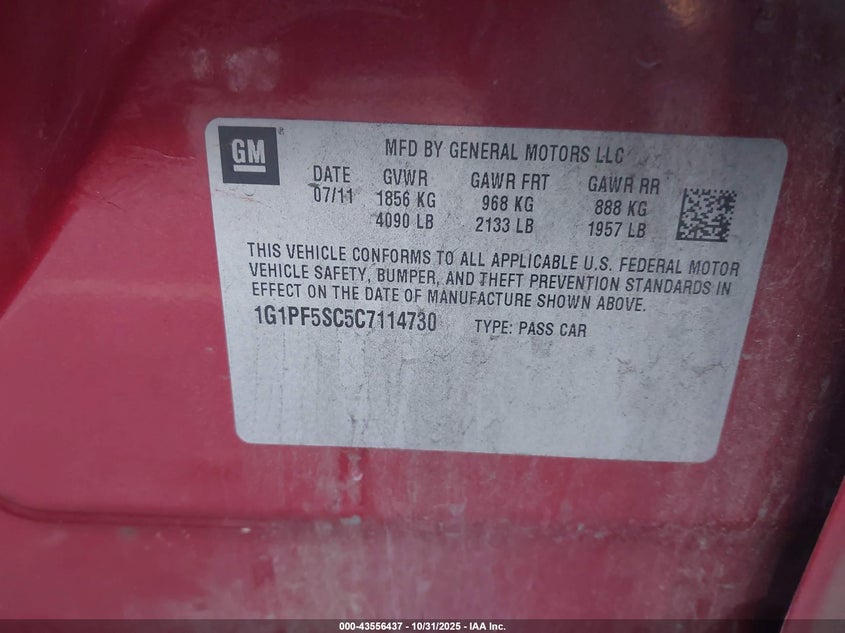 GM ®
MFD BY GENERAL MOTORS LLC
DATE GVWR GAWR FRT GAWR RR
07/11 1856 KG 968 KG 888 KG
4090 LB 2133 LB 1957 LB
THIS VEHICLE CONFORMS TO ALL APPLICABLE U.S. FEDERAL MOTOR
VEHICLE SAFETY, BUMPER, AND THEFT PREVENTION STANDARDS IN
EFFECT ON THE DATE OF MANUFACTURE SHOWN ABOVE.
1G1PF5SC5C7114730 TYPE: PASS CAR
000-43556437 - 10/31/2025 - IAA Inc.